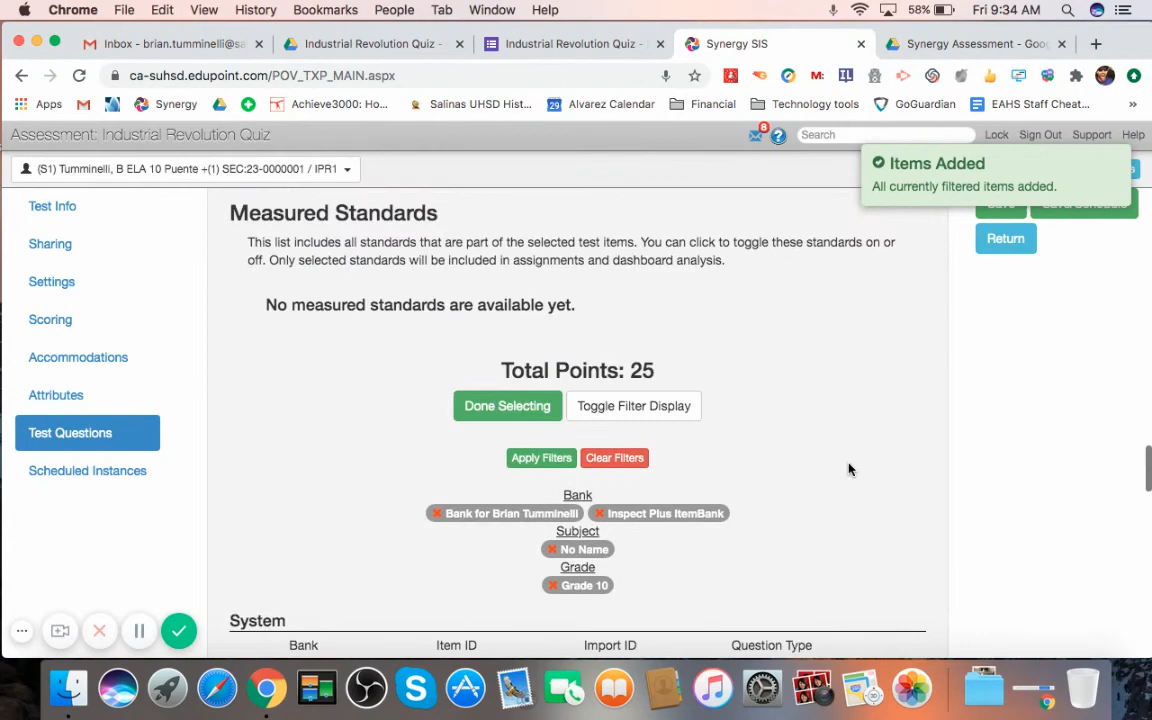 Chrome File Edit View History Bookmarks People Tab Window Help 58% Fri 9:34 AM
Inbox - brian.tumminelli@sa Industrial Revolution Quiz - Industrial Revolution Quiz - Synergy SIS Synergy Assessment - Goo
ca-suhsd.edupoint.com/POV_TXP_MAIN.aspx
Apps Synergy Achieve3000: Ho... Salinas UHSD Hist... 29 Alvarez Calendar Financial Technology tools GoGuardian EAHS Staff Cheat... »
Assessment: Industrial Revolution Quiz 8 Search Lock Sign Out Support Help
(S1) Tumminelli, B ELA 10 Puente +(1) SEC:23-0000001 / IPR1
Items Added
All currently filtered items added.
Return
Test Info
Sharing
Settings
Scoring
Accommodations
Attributes
Test Questions
Scheduled Instances
Measured Standards
This list includes all standards that are part of the selected test items. You can click to toggle these standards on or
off. Only selected standards will be included in assignments and dashboard analysis.
No measured standards are available yet.
Total Points: 25
Done Selecting Toggle Filter Display
Apply Filters Clear Filters
Bank
Bank for Brian Tumminelli Inspect Plus ItemBank
Subject
No Name
Grade
Grade 10
System
Bank Item ID Import ID Question Type